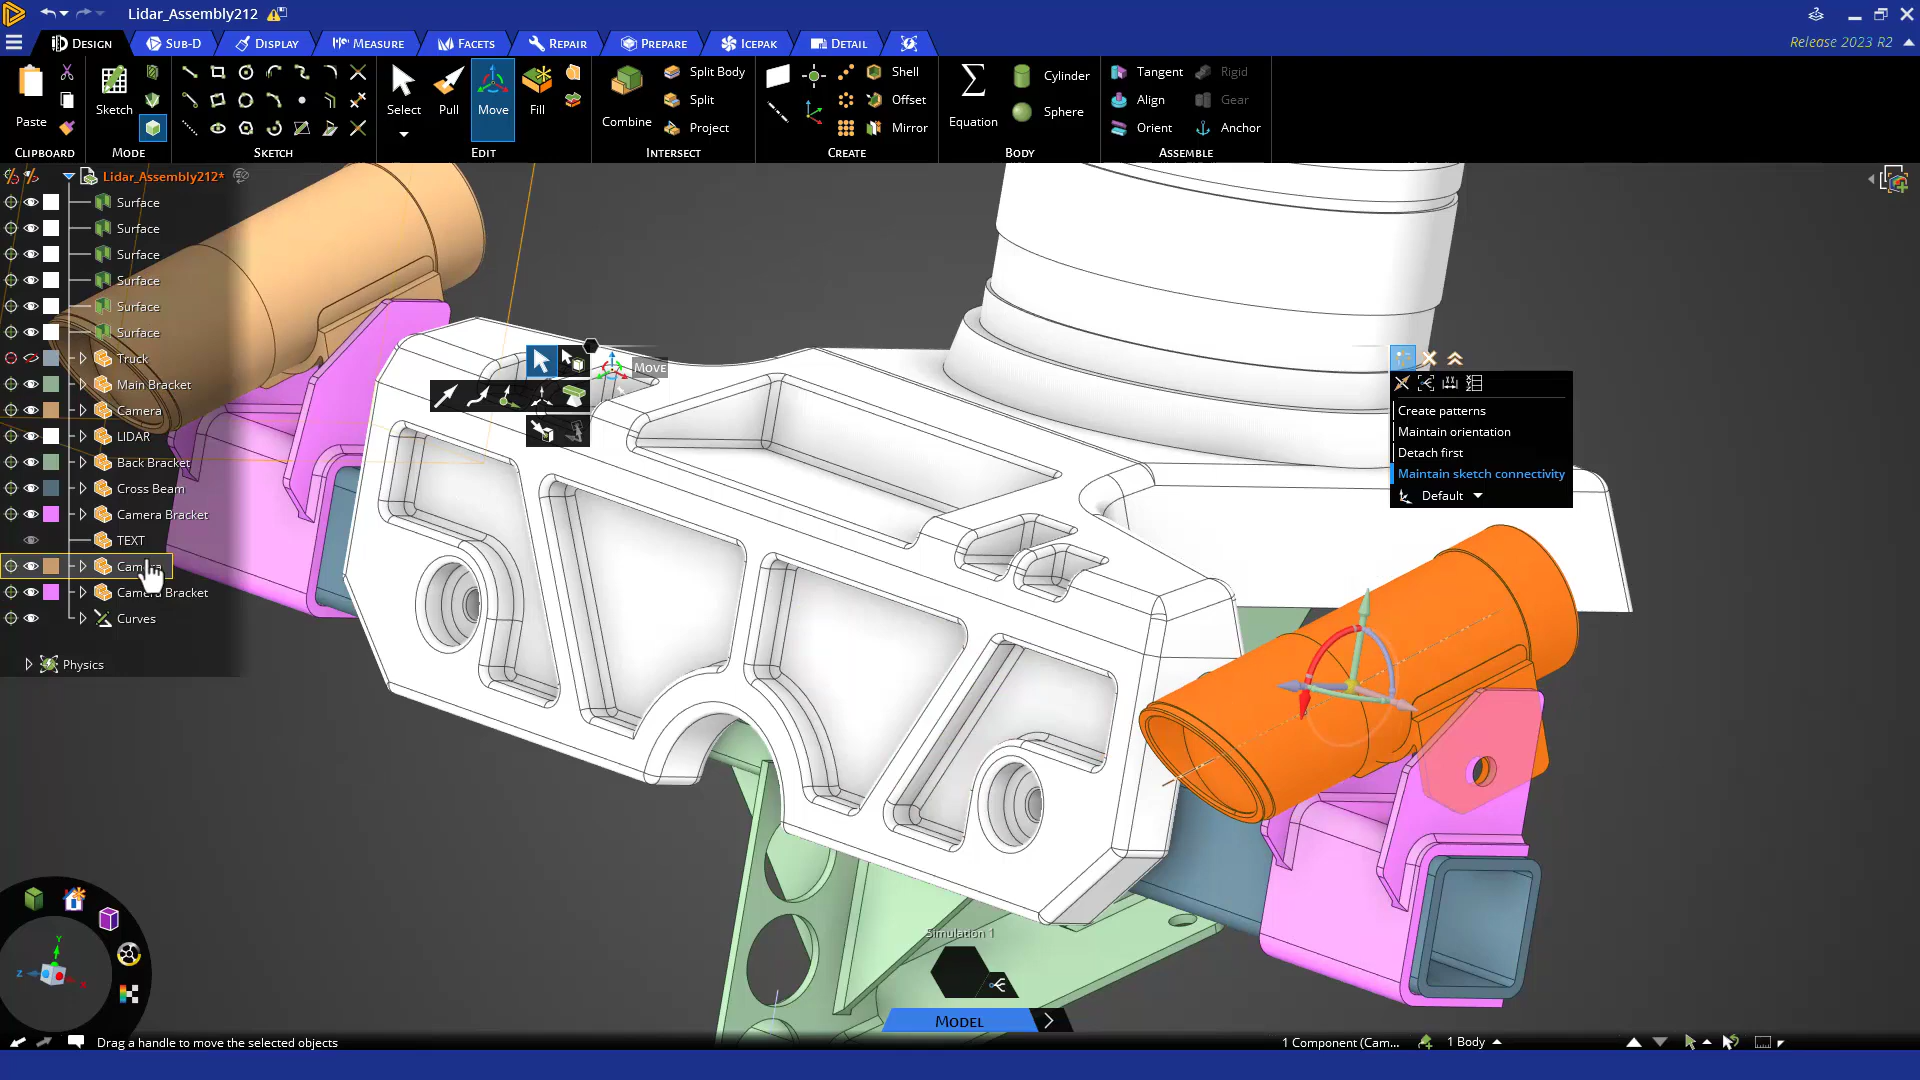 Lidar_Assembly212
Design
Sub-D
Display
Measure
Facets
Repair
Prepare
Icepak
Detail
Release 2023 R2
Paste
Sketch
Select
Pull
Move
Fill
Combine
Split Body
Split
Project
Shell
Offset
Mirror
Equation
Cylinder
Sphere
Tangent
Align
Orient
Rigid
Gear
Anchor
Clipboard
Mode
Sketch
Edit
Intersect
Create
Body
Assemble
Lidar_Assembly212*
Surface
Surface
Surface
Surface
Surface
Surface
Truck
Main Bracket
Camera
LIDAR
Back Bracket
Cross Beam
Camera Bracket
TEXT
Camera Bracket
Curves
Physics
Move
Create patterns
Maintain orientation
Detach first
Maintain sketch connectivity
Default
Y
Z
X
Simulation 1
Model
Drag a handle to move the selected objects
1 Component (Cam...
1 Body